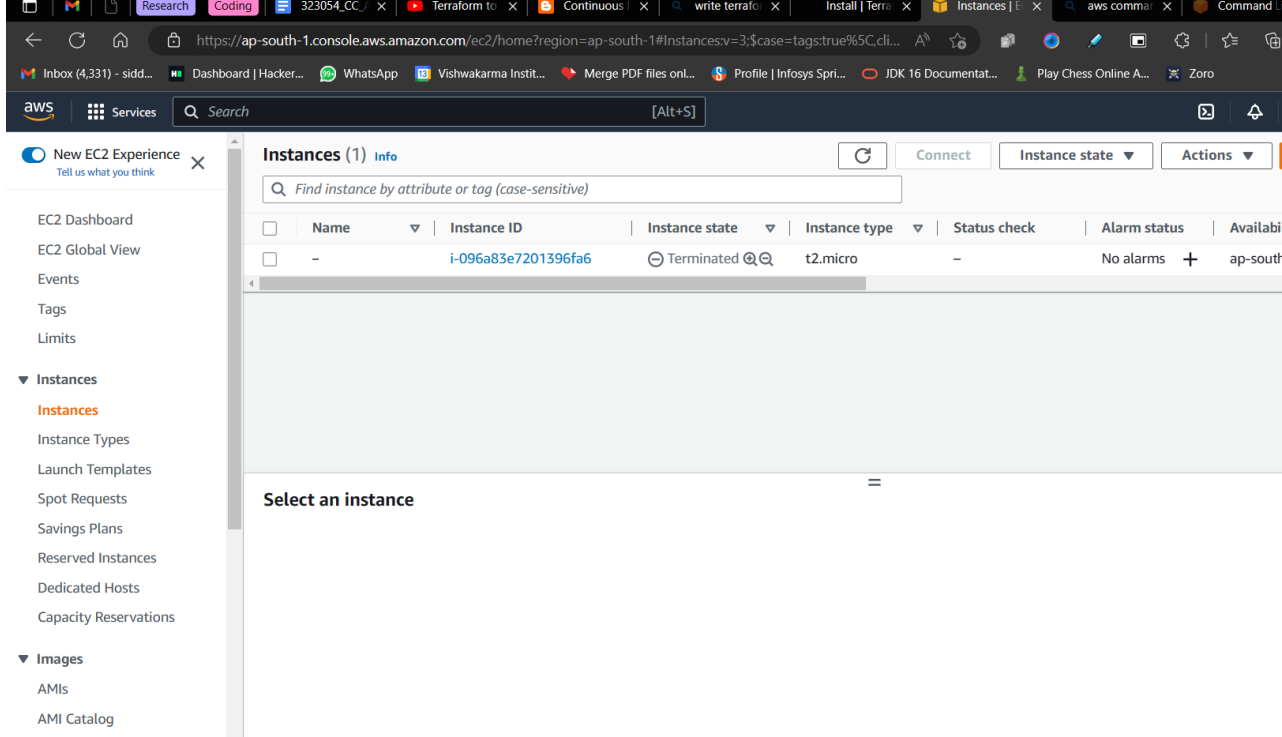 Research Coding 323054_CC_ Terraform to Continuous write terrafor Install | Terra Instances | E aws commar Command L
https://ap-south-1.console.aws.amazon.com/ec2/home?region=ap-south-1#Instances:v=3;$case=tags:true%5C,cli...
Inbox (4,331) - sidd... Dashboard | Hacker... WhatsApp Vishwakarma Instit... Merge PDF files onl... Profile | Infosys Spri... JDK 16 Documentat... Play Chess Online A... Zoro
aws Services Search [Alt+S]
New EC2 Experience
Tell us what you think
EC2 Dashboard
EC2 Global View
Events
Tags
Limits
Instances
Instances
Instance Types
Launch Templates
Spot Requests
Savings Plans
Reserved Instances
Dedicated Hosts
Capacity Reservations
Images
AMIs
AMI Catalog
Instances (1) Info Connect Instance state Actions
Find instance by attribute or tag (case-sensitive)
Name Instance ID Instance state Instance type Status check Alarm status Availabi
– i-096a83e7201396fa6 Terminated t2.micro – No alarms + ap-south
Select an instance